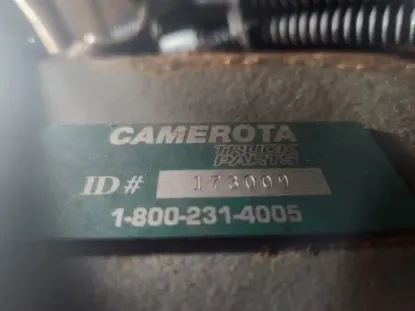 CAMEROTA
TRUCK
PARTS
ID # 173009
1-800-231-4005